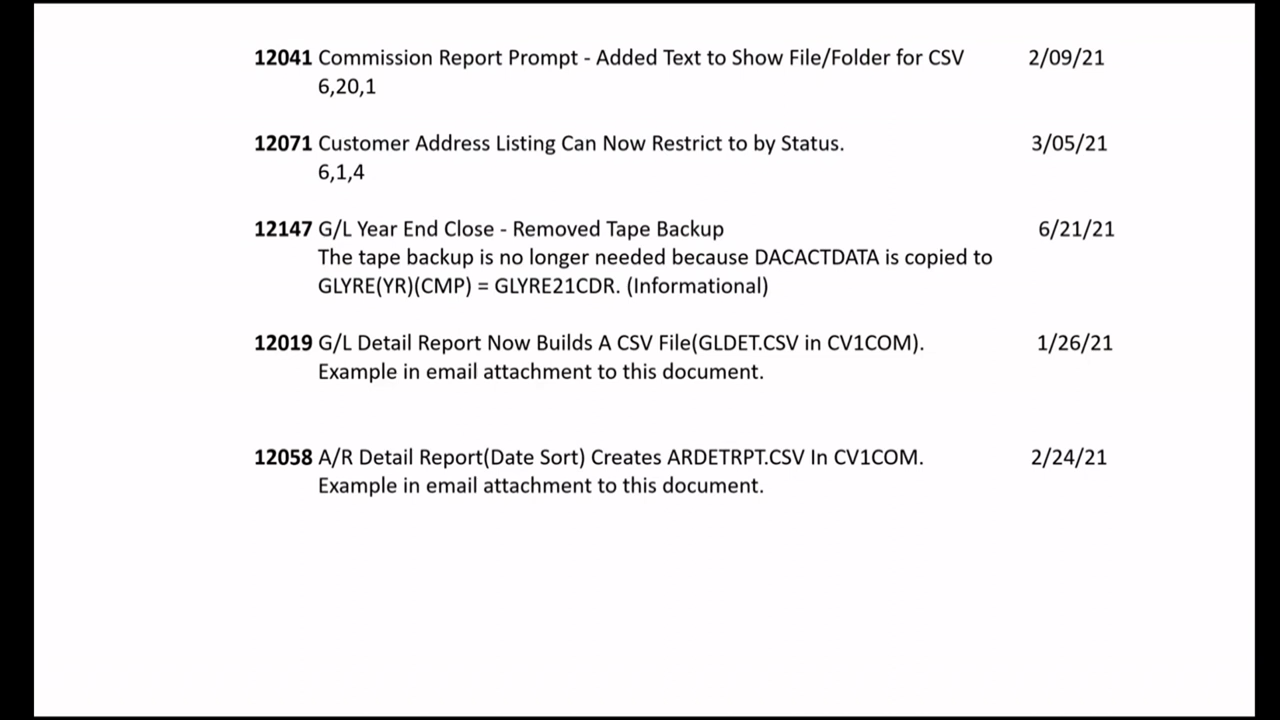 12041 Commission Report Prompt - Added Text to Show File/Folder for CSV 2/09/21
6,20,1
12071 Customer Address Listing Can Now Restrict to by Status. 3/05/21
6,1,4
12147 G/L Year End Close - Removed Tape Backup 6/21/21
The tape backup is no longer needed because DACACTDATA is copied to
GLYRE(YR)(CMP) = GLYRE21CDR. (Informational)
12019 G/L Detail Report Now Builds A CSV File(GLDET.CSV in CV1COM). 1/26/21
Example in email attachment to this document.
12058 A/R Detail Report(Date Sort) Creates ARDETRPT.CSV In CV1COM. 2/24/21
Example in email attachment to this document.